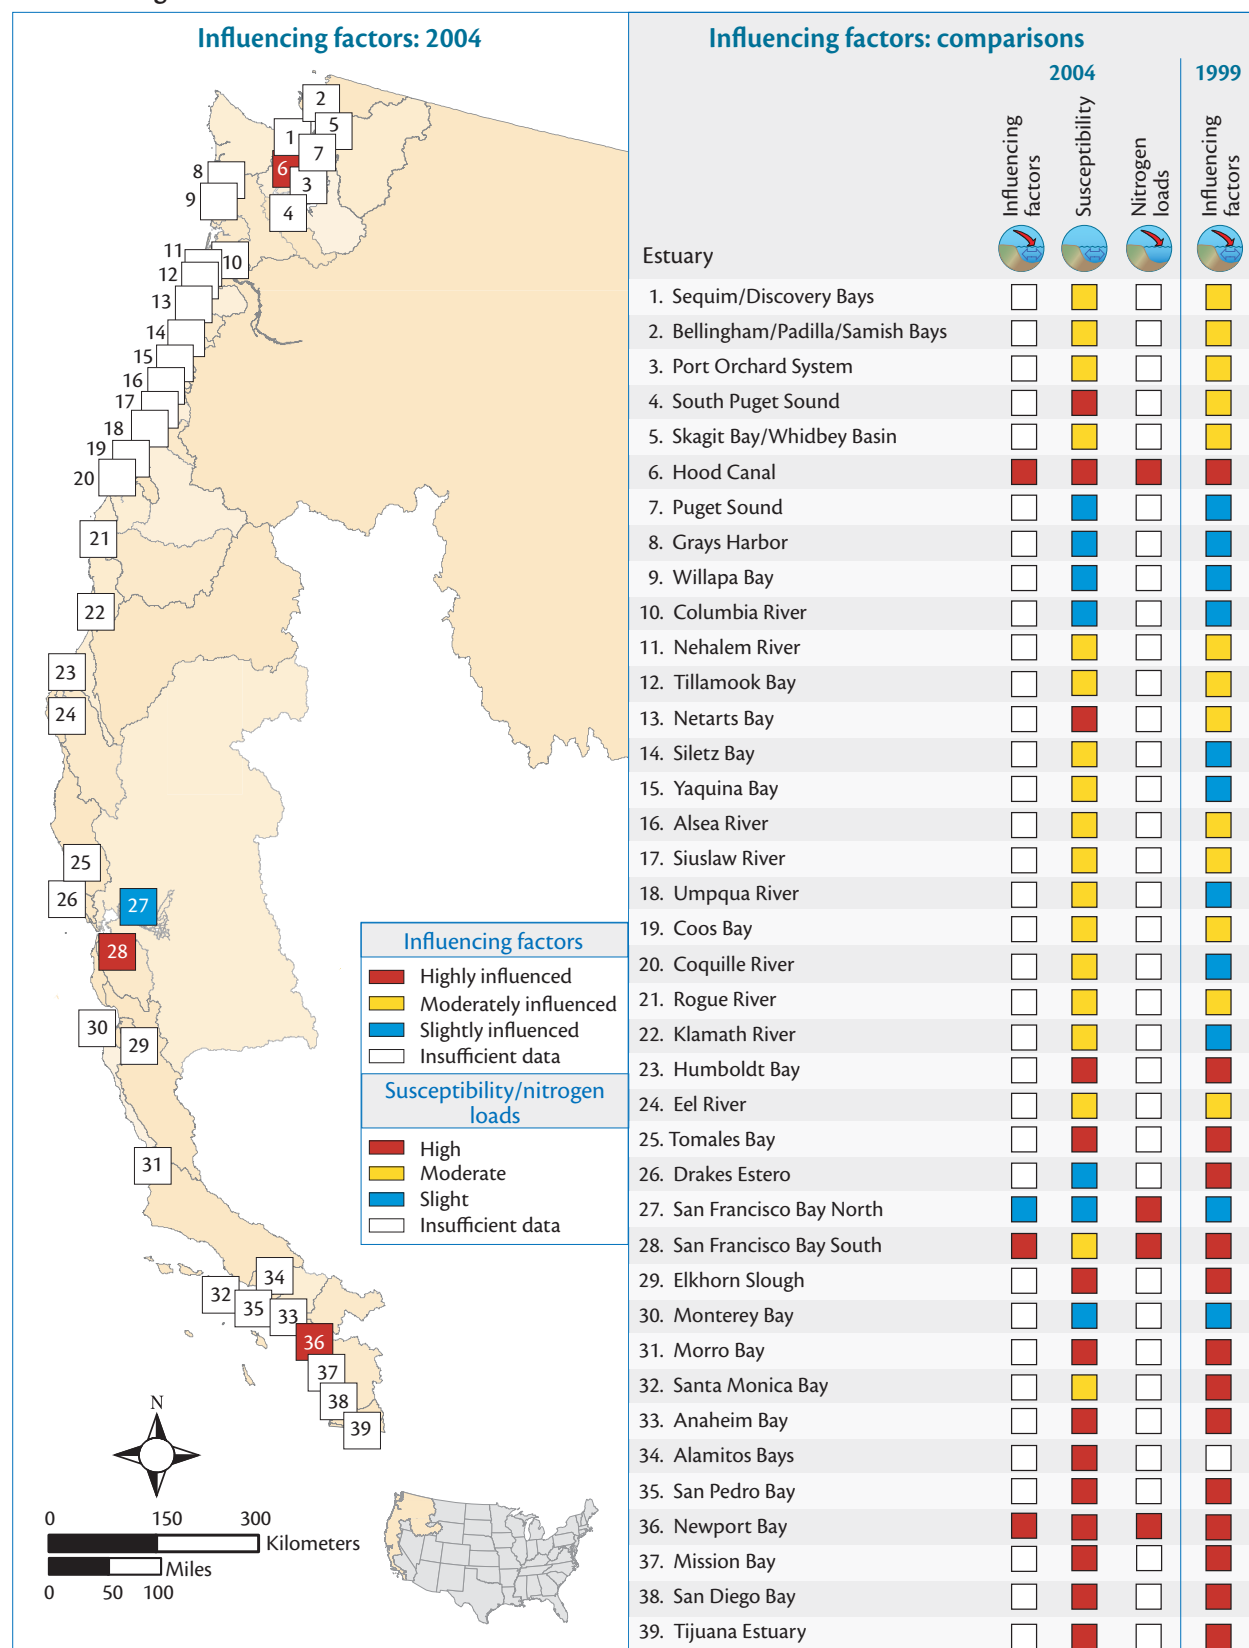 Influencing factors: 2004
2
5
1
7
6
3
8
9
4
11
10
12
13
14
15
16
17
18
19
20
21
22
23
24
25
26
27
28
30
29
31
34
32
35
33
36
37
38
39
Influencing factors
Highly influenced
Moderately influenced
Slightly influenced
Insufficient data
Susceptibility/nitrogen
loads
High
Moderate
Slight
Insufficient data
N
0 150 300
Kilometers
Miles
0 50 100
Influencing factors: comparisons
2004 1999
Influencing
factors
Susceptibility
Nitrogen
loads
Influencing
factors
Estuary
1. Sequim/Discovery Bays
2. Bellingham/Padilla/Samish Bays
3. Port Orchard System
4. South Puget Sound
5. Skagit Bay/Whidbey Basin
6. Hood Canal
7. Puget Sound
8. Grays Harbor
9. Willapa Bay
10. Columbia River
11. Nehalem River
12. Tillamook Bay
13. Netarts Bay
14. Siletz Bay
15. Yaquina Bay
16. Alsea River
17. Siuslaw River
18. Umpqua River
19. Coos Bay
20. Coquille River
21. Rogue River
22. Klamath River
23. Humboldt Bay
24. Eel River
25. Tomales Bay
26. Drakes Estero
27. San Francisco Bay North
28. San Francisco Bay South
29. Elkhorn Slough
30. Monterey Bay
31. Morro Bay
32. Santa Monica Bay
33. Anaheim Bay
34. Alamitos Bays
35. San Pedro Bay
36. Newport Bay
37. Mission Bay
38. San Diego Bay
39. Tijuana Estuary